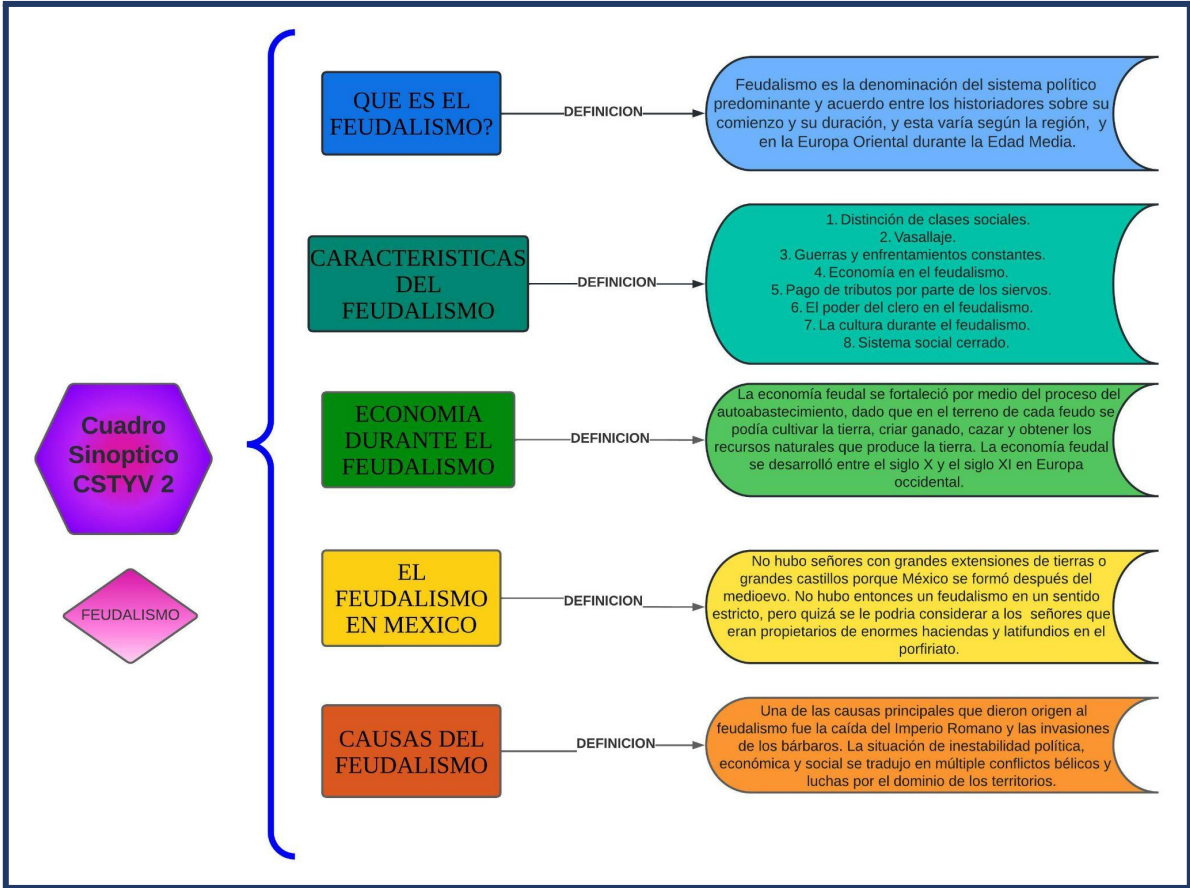 Cuadro
Sinoptico
CSTYV 2
FEUDALISMO
QUE ES EL
FEUDALISMO?
DEFINICION
Feudalismo es la denominación del sistema político
predominante y acuerdo entre los historiadores sobre su
comienzo y su duración, y esta varía según la región, y
en la Europa Oriental durante la Edad Media.
CARACTERISTICAS
DEL
FEUDALISMO
DEFINICION
1. Distinción de clases sociales.
2. Vasallaje.
3. Guerras y enfrentamientos constantes.
4. Economía en el feudalismo.
5. Pago de tributos por parte de los siervos.
6. El poder del clero en el feudalismo.
7. La cultura durante el feudalismo.
8. Sistema social cerrado.
ECONOMIA
DURANTE EL
FEUDALISMO
DEFINICION
La economía feudal se fortaleció por medio del proceso del
autoabastecimiento, dado que en el terreno de cada feudo se
podía cultivar la tierra, criar ganado, cazar y obtener los
recursos naturales que produce la tierra. La economía feudal
se desarrolló entre el siglo X y el siglo XI en Europa
occidental.
EL
FEUDALISMO
EN MEXICO
DEFINICION
No hubo señores con grandes extensiones de tierras o
grandes castillos porque México se formó después del
medioevo. No hubo entonces un feudalismo en un sentido
estricto, pero quizá se le podria considerar a los señores que
eran propietarios de enormes haciendas y latifundios en el
porfiriato.
CAUSAS DEL
FEUDALISMO
DEFINICION
Una de las causas principales que dieron origen al
feudalismo fue la caída del Imperio Romano y las invasiones
de los bárbaros. La situación de inestabilidad política,
económica y social se tradujo en múltiple conflictos bélicos y
luchas por el dominio de los territorios.